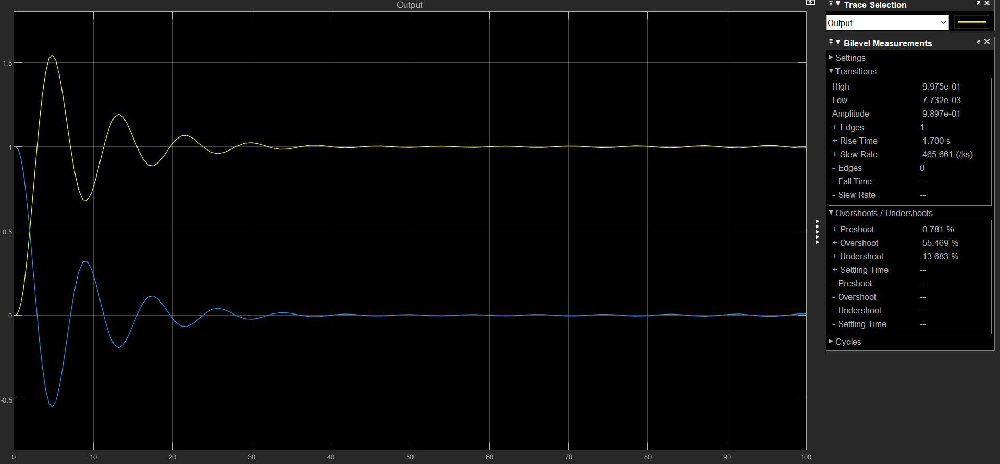 Output
1.5
1
0.5
0
-0.5
0 10 20 30 40 50 60 70 80 90 100
Trace Selection
Output
Bilevel Measurements
Settings
Transitions
High 9.975e-01
Low 7.732e-03
Amplitude 9.897e-01
+ Edges 1
+ Rise Time 1.700 s
+ Slew Rate 465.661 (/ks)
- Edges 0
- Fall Time --
- Slew Rate --
Overshoots / Undershoots
+ Preshoot 0.781 %
+ Overshoot 55.469 %
+ Undershoot 13.683 %
+ Settling Time --
- Preshoot --
- Overshoot --
- Undershoot --
- Settling Time --
Cycles